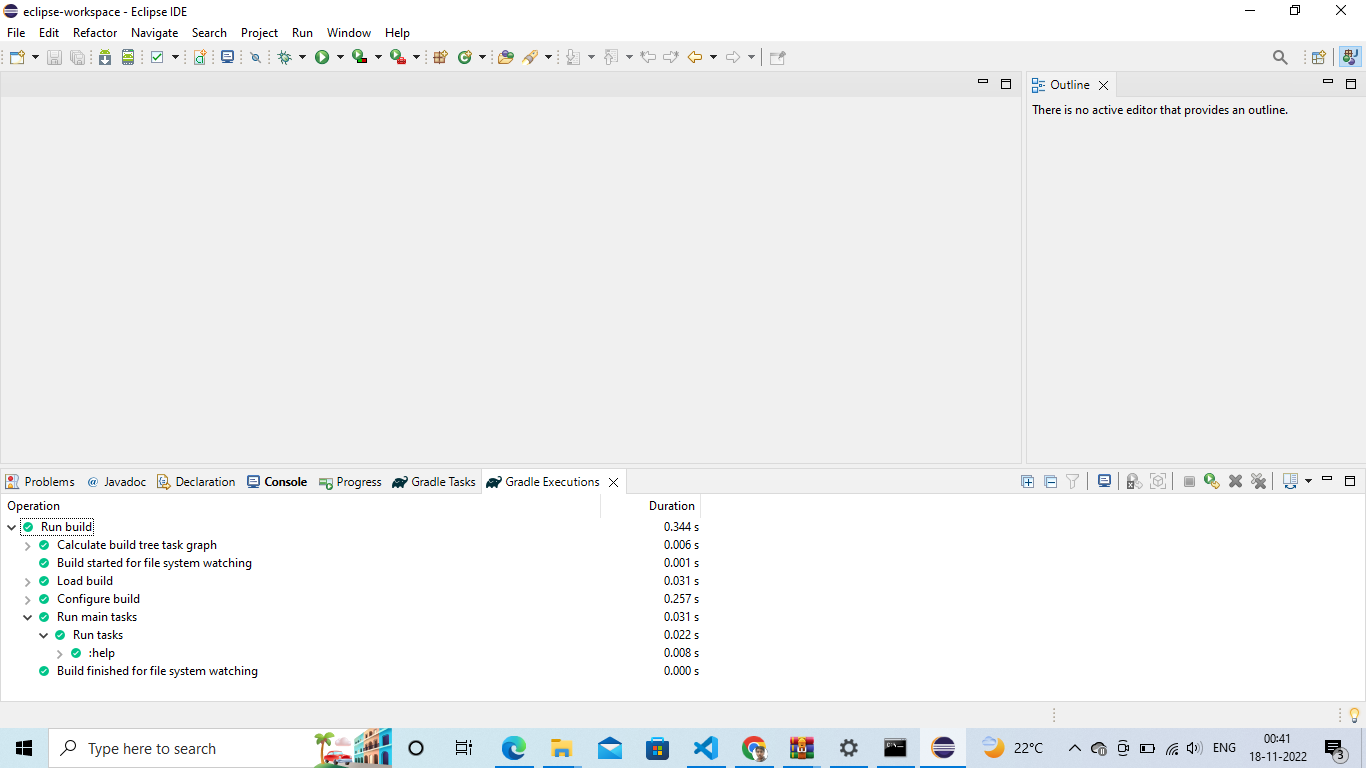 eclipse-workspace - Eclipse IDE
File Edit Refactor Navigate Search Project Run Window Help
Outline
There is no active editor that provides an outline.
Problems @ Javadoc Declaration Console Progress Gradle Tasks Gradle Executions
Operation Duration
Run build 0.344 s
Calculate build tree task graph 0.006 s
Build started for file system watching 0.001 s
Load build 0.031 s
Configure build 0.257 s
Run main tasks 0.031 s
Run tasks 0.022 s
:help 0.008 s
Build finished for file system watching 0.000 s
Type here to search
22°C
ENG
00:41
18-11-2022
3